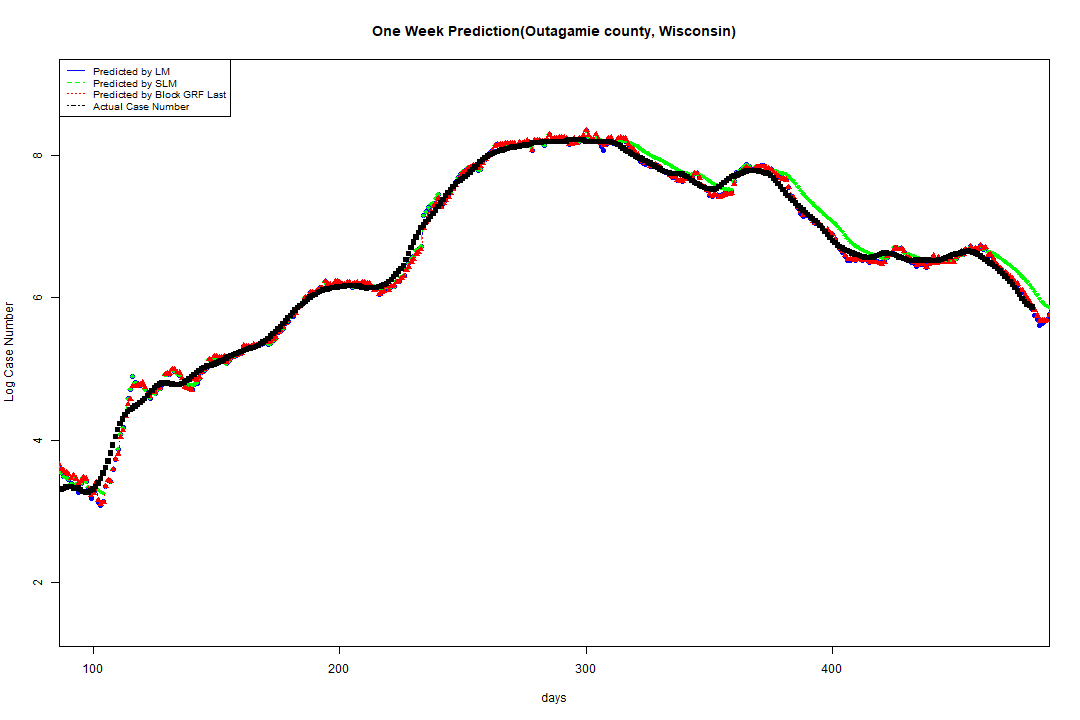 One Week Prediction(Outagamie county, Wisconsin)
Predicted by LM
Predicted by SLM
Predicted by Block GRF Last
Actual Case Number
8
6
4
2
Log Case Number
100 200 300 400
days